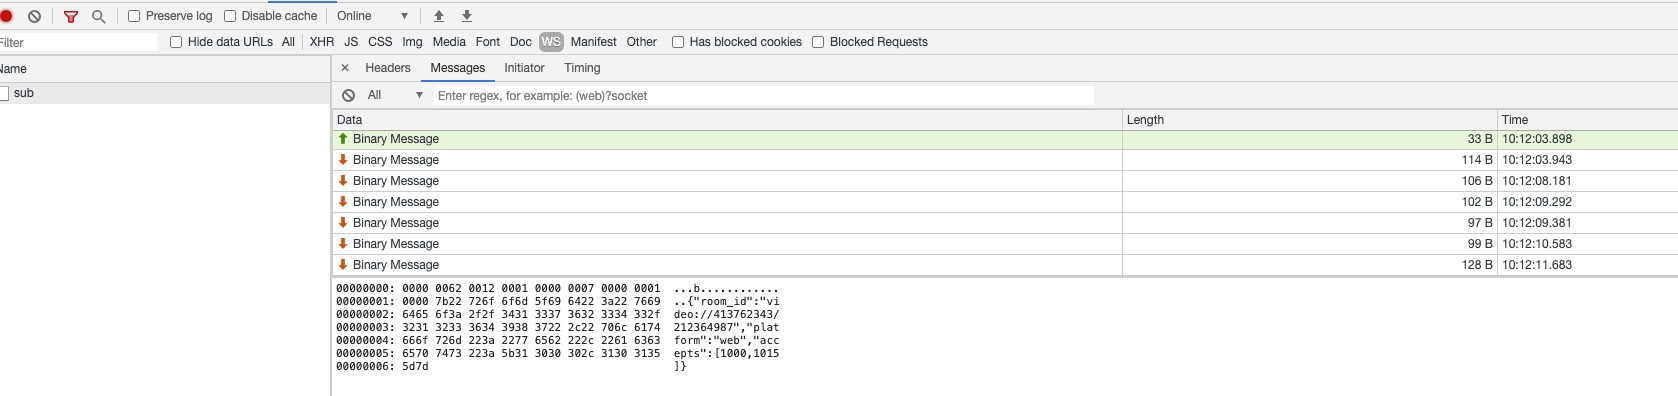 Preserve log Disable cache Online
Filter Hide data URLs All XHR JS CSS Img Media Font Doc WS Manifest Other Has blocked cookies Blocked Requests
Name × Headers Messages Initiator Timing
sub All Enter regex, for example: (web)?socket
Data Length Time
Binary Message 33 B 10:12:03.898
Binary Message 114 B 10:12:03.943
Binary Message 106 B 10:12:08.181
Binary Message 102 B 10:12:09.292
Binary Message 97 B 10:12:09.381
Binary Message 99 B 10:12:10.583
Binary Message 128 B 10:12:11.683
00000000: 0000 0062 0012 0001 0000 0007 0000 0001 ...b............
00000001: 0000 7b22 726f 6f6d 5f69 6422 3a22 7669 ..{"room_id":"vi
00000002: 6465 6f3a 2f2f 3431 3337 3632 3334 332f deo://413762343/
00000003: 3231 3233 3634 3938 3722 2c22 706c 6174 212364987","plat
00000004: 666f 726d 223a 2277 6562 222c 2261 6363 form":"web","acc
00000005: 6570 7473 223a 5b31 3030 302c 3130 3135 epts":[1000,1015
00000006: 5d7d ]}